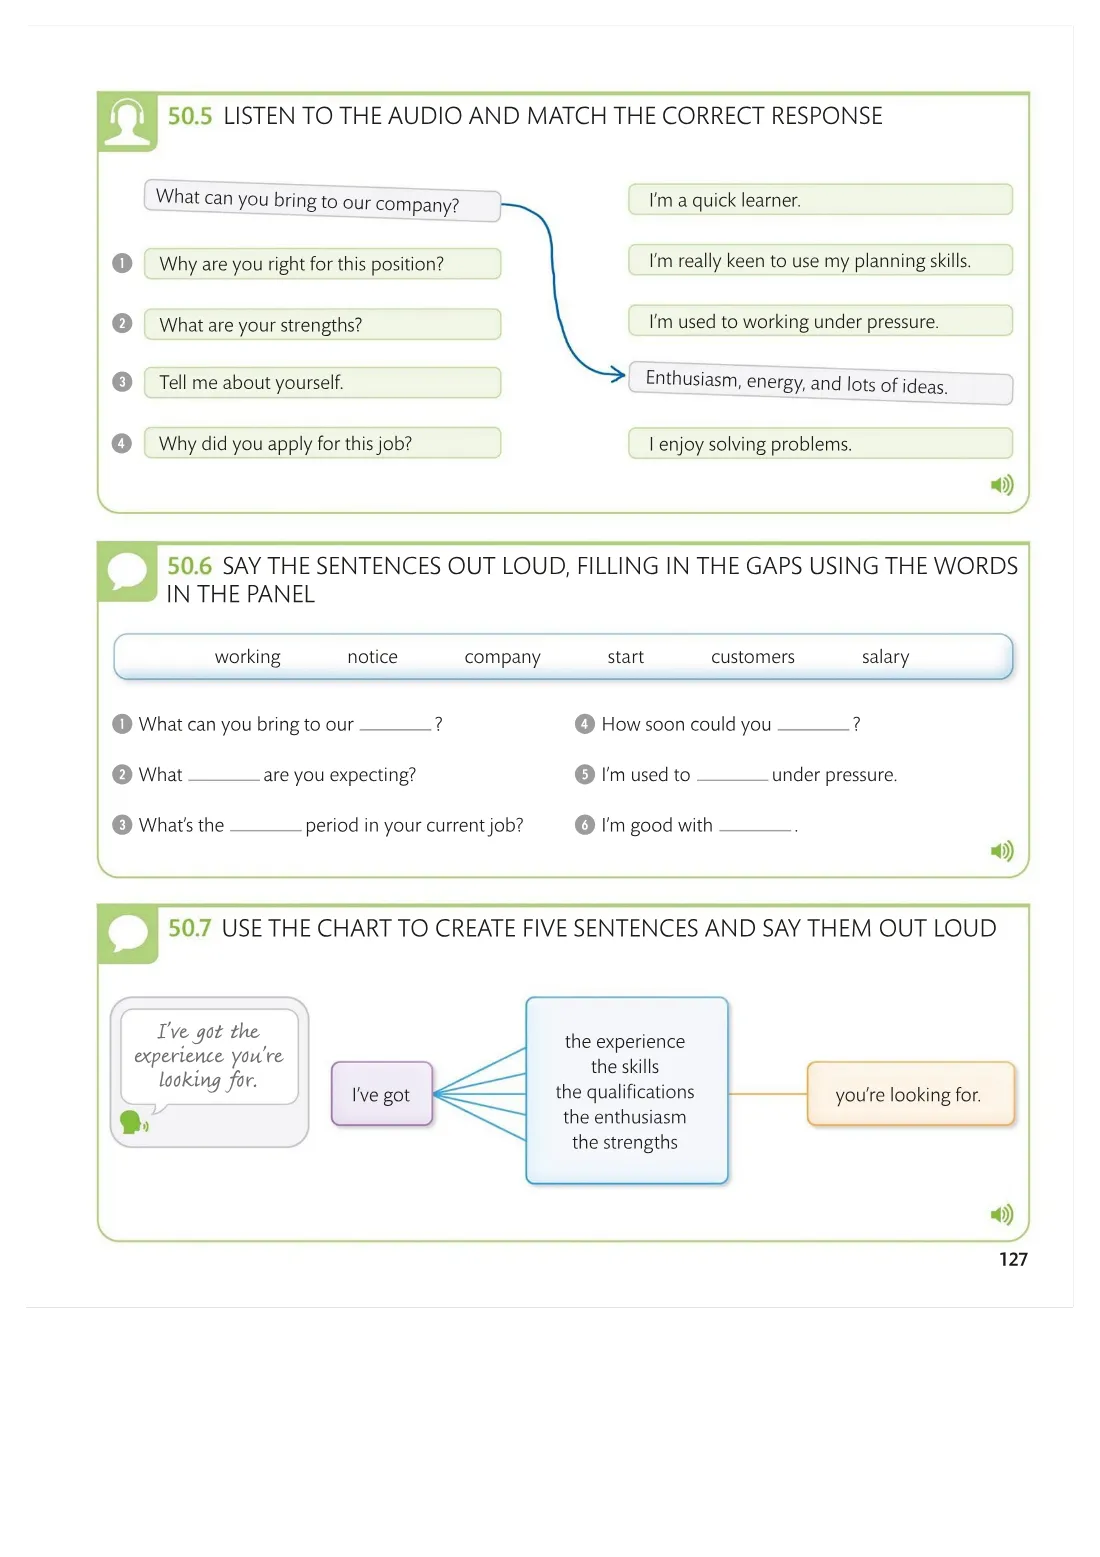 50.5 LISTEN TO THE AUDIO AND MATCH THE CORRECT RESPONSE
What can you bring to our company?
1 Why are you right for this position?
2 What are your strengths?
3 Tell me about yourself.
4 Why did you apply for this job?
I'm a quick learner.
I'm really keen to use my planning skills.
I'm used to working under pressure.
Enthusiasm, energy, and lots of ideas.
I enjoy solving problems.
50.6 SAY THE SENTENCES OUT LOUD, FILLING IN THE GAPS USING THE WORDS
IN THE PANEL
working notice company start customers salary
1 What can you bring to our ________ ?
2 What ________ are you expecting?
3 What's the ________ period in your current job?
4 How soon could you ________ ?
5 I'm used to ________ under pressure.
6 I'm good with ________ .
50.7 USE THE CHART TO CREATE FIVE SENTENCES AND SAY THEM OUT LOUD
I've got the
experience you're
looking for.
I've got
the experience
the skills
the qualifications
the enthusiasm
the strengths
you're looking for.
127